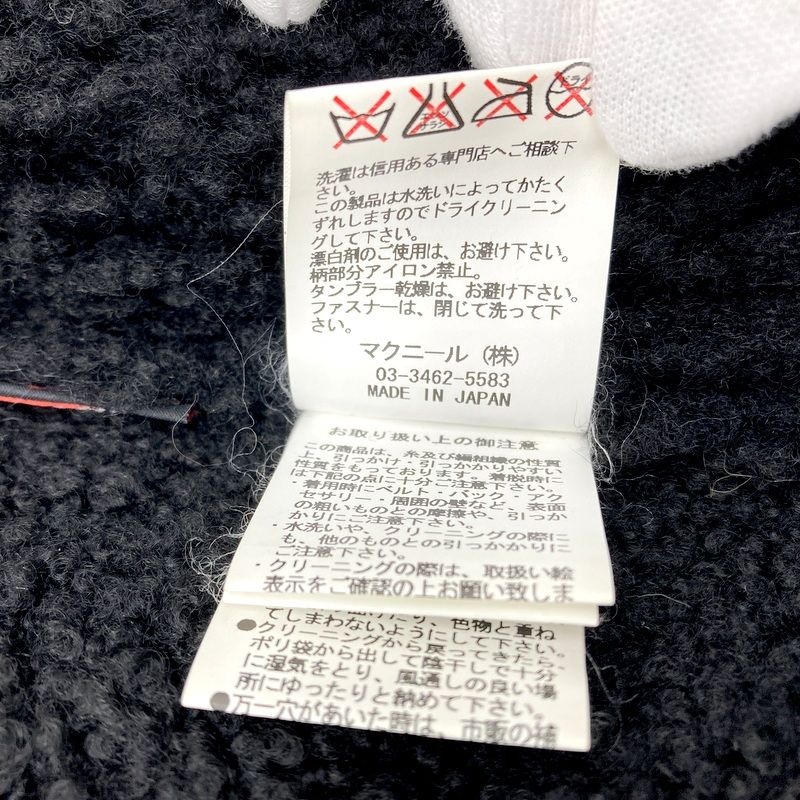 エンソ
サラシ
ドライ
洗濯は信用ある専門店へご相談下
さい。
この製品は水洗いによってかたく
ずれしますのでドライクリーニン
グして下さい。
漂白剤のご使用は、お避け下さい。
柄部分アイロン禁止。
タンブラー乾燥は、お避け下さい。
ファスナーは、閉じて洗って下
さい。
マクニール（株）
03-3462-5583
MADE IN JAPAN
お取り扱い上の御注意
この商品は、糸及び編組織の性質
上、引っかけ・引っかかりやすい
性質をもっております。着脱時に
は下記の点に十分ご注意下さい。
・着用時にベルト・バック・アク
セサリー・周囲の壁など、表面
の粗いものとの摩擦や、引っか
かりにご注意下さい。
・水洗いや、クリーニングの際に
も、他のものとの引っかかりに
ご注意下さい。
・クリーニングの際は、取扱い絵
表示をご確認の上お願い致しま
色物と重ね
てしまわないようにして下さい。
●クリーニングから戻ってきたら、
ポリ袋から出して陰干しで十分
に湿気をとり、風通しの良い場
所にゆったりと納めて下さい。
●万一穴があいた時は、市販の補